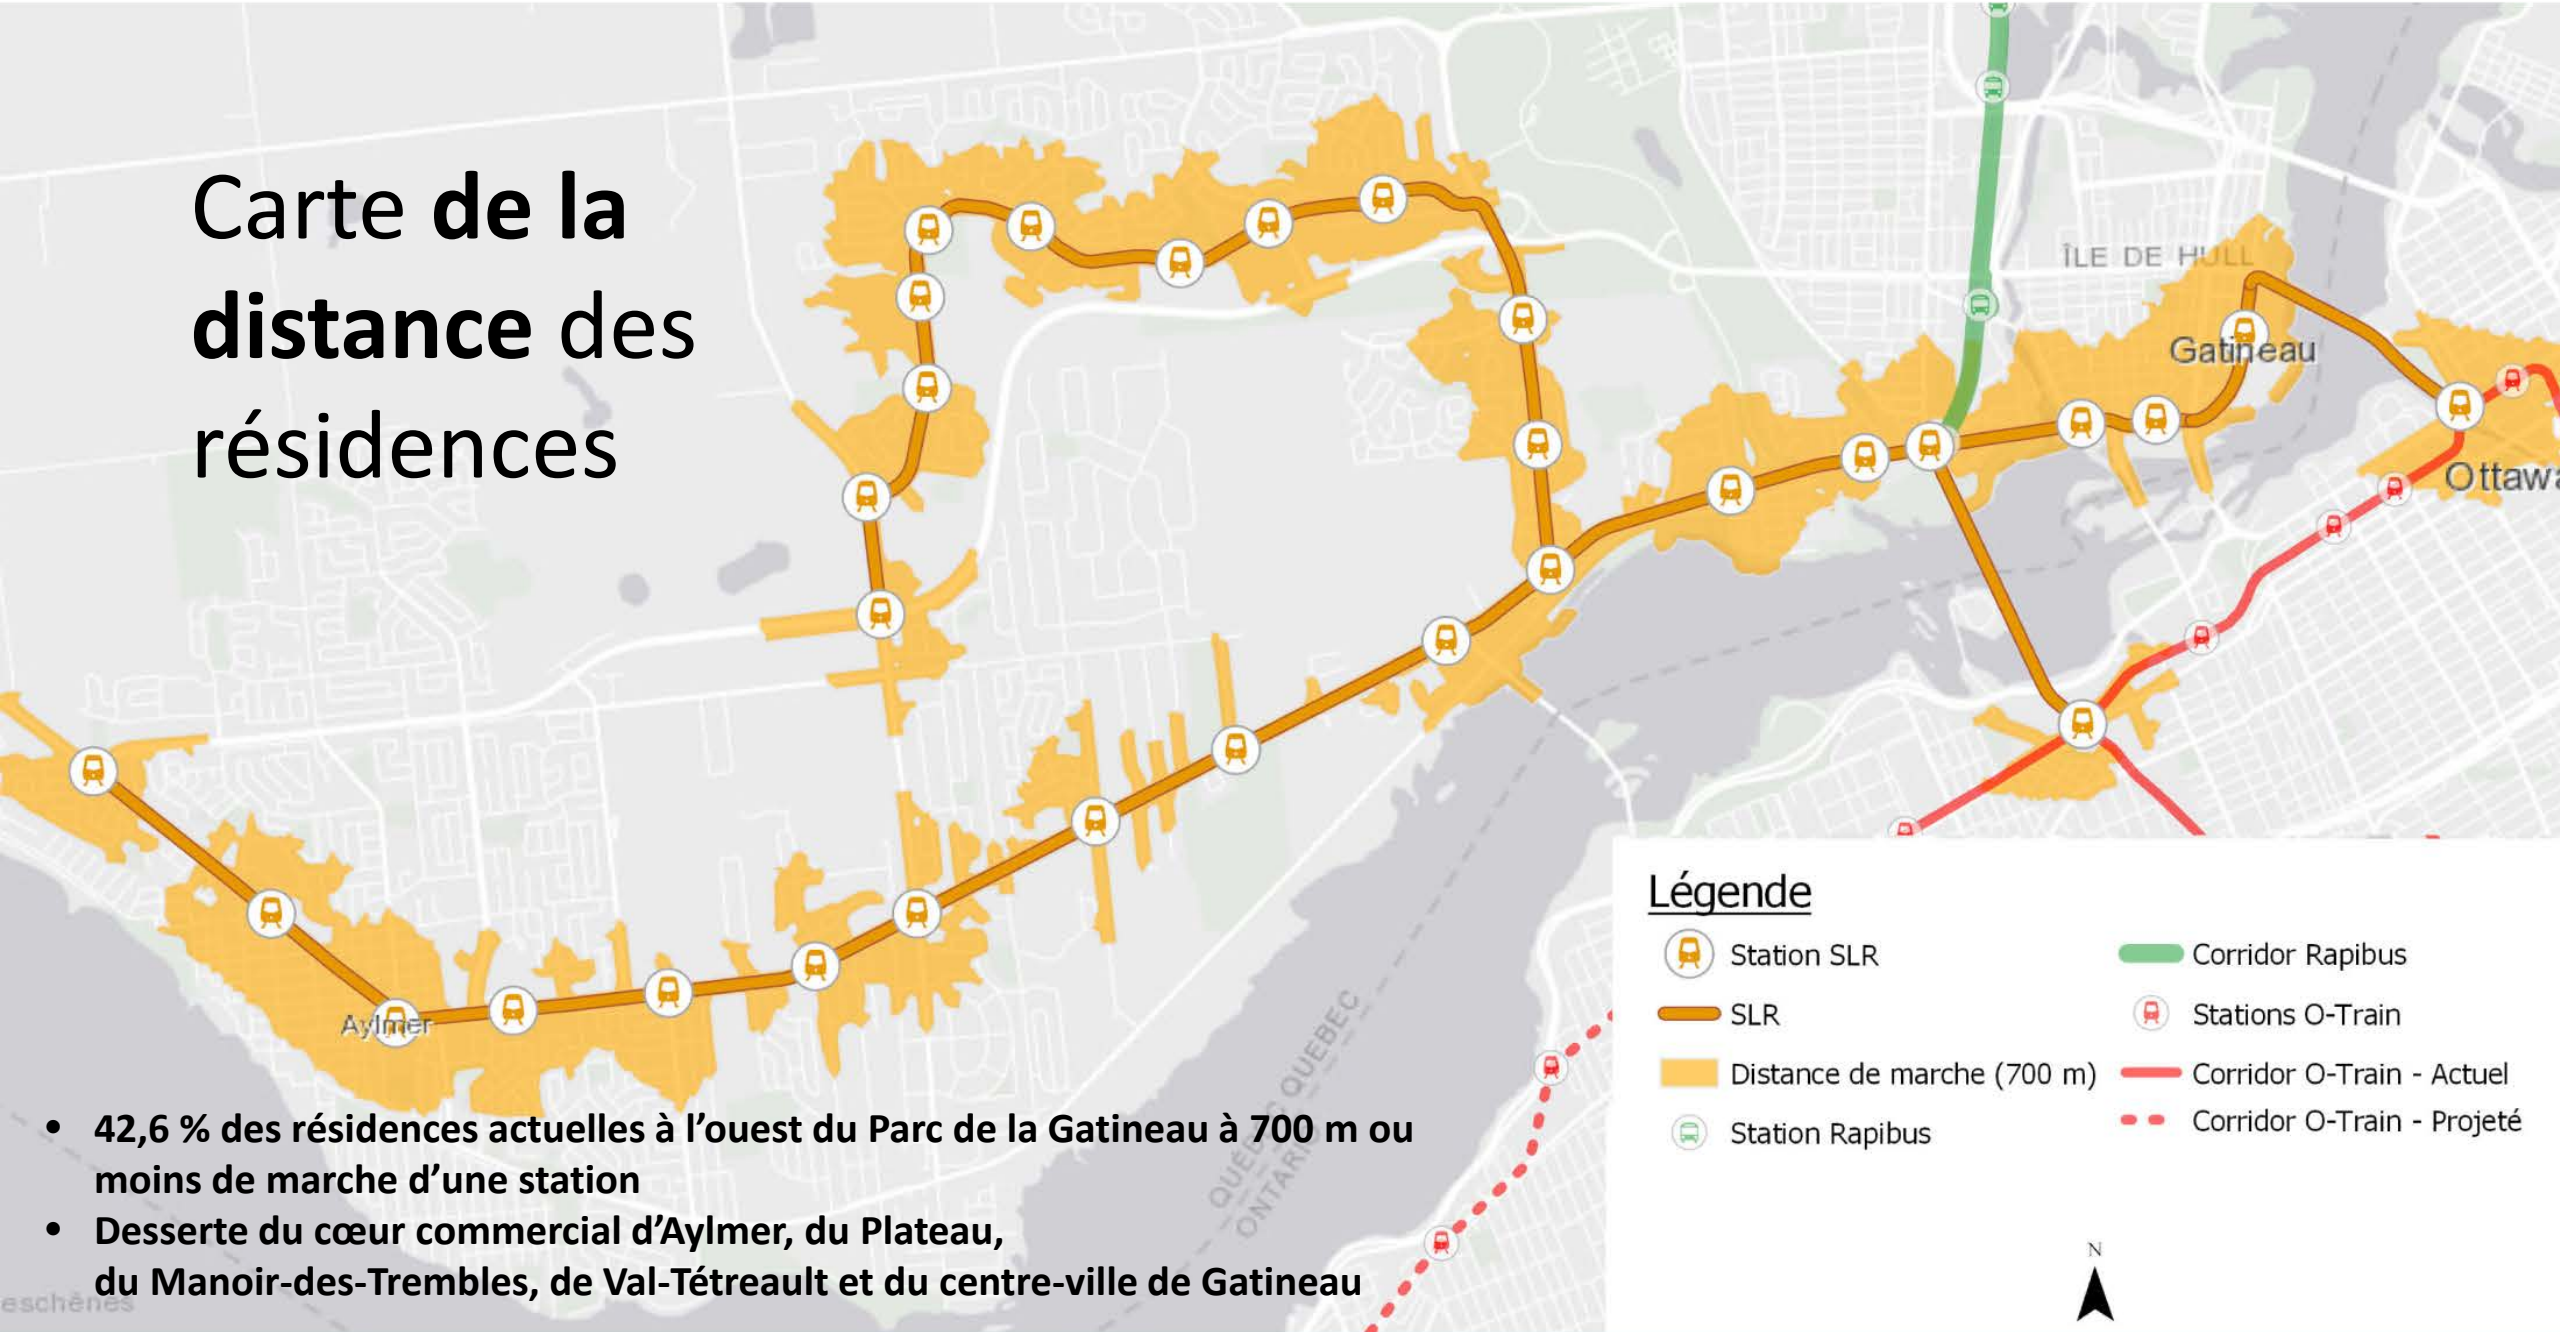 Carte de la
distance des
résidences
ÎLE DE HULL
Gatineau
Aylmer
QUÉBEC QUEBEC
ONTARIO
• 42,6 % des résidences actuelles à l’ouest du Parc de la Gatineau à 700 m ou
moins de marche d’une station
• Desserte du cœur commercial d’Aylmer, du Plateau,
du Manoir-des-Trembles, de Val-Tétreault et du centre-ville de Gatineau
Légende
Station SLR
SLR
Distance de marche (700 m)
Station Rapibus
Corridor Rapibus
Stations O-Train
Corridor O-Train - Actuel
Corridor O-Train - Projeté
N